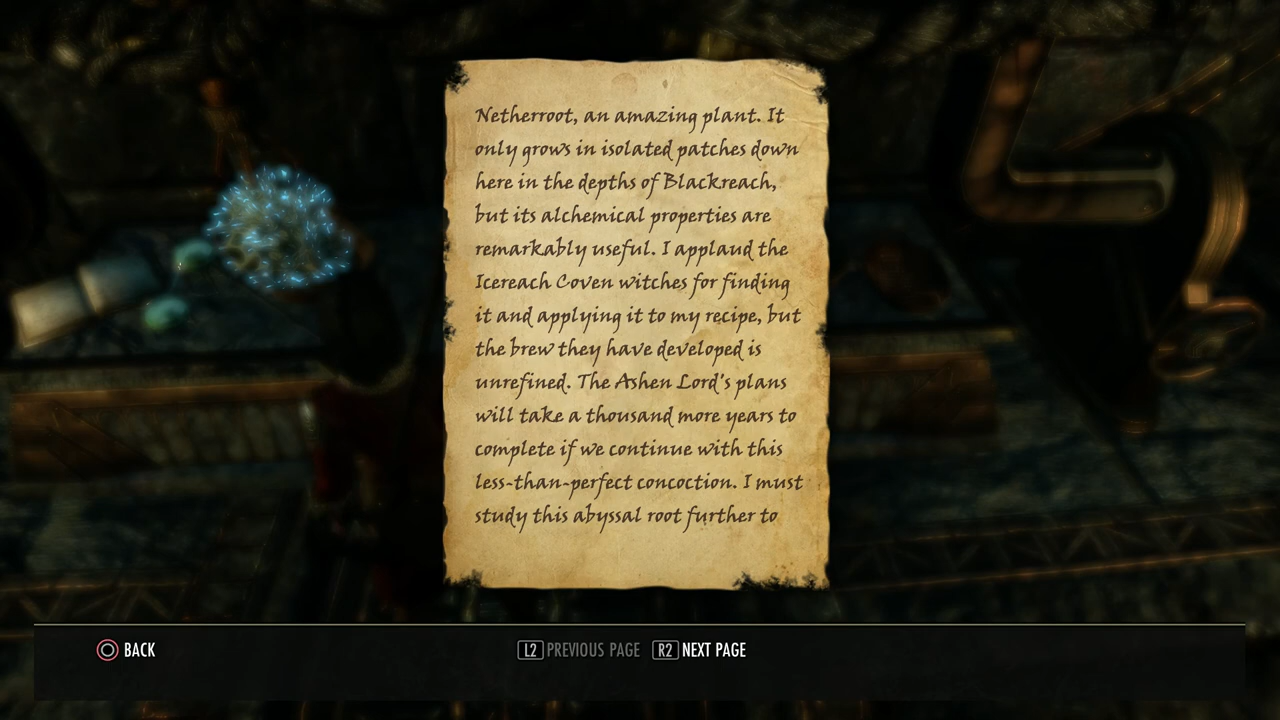 Netherroot, an amazing plant. It
only grows in isolated patches down
here in the depths of Blackreach,
but its alchemical properties are
remarkably useful. I applaud the
Icereach Coven witches for finding
it and applying it to my recipe, but
the brew they have developed is
unrefined. The Ashen Lord's plans
will take a thousand more years to
complete if we continue with this
less-than-perfect concoction. I must
study this abyssal root further to
BACK
L2 PREVIOUS PAGE R2 NEXT PAGE